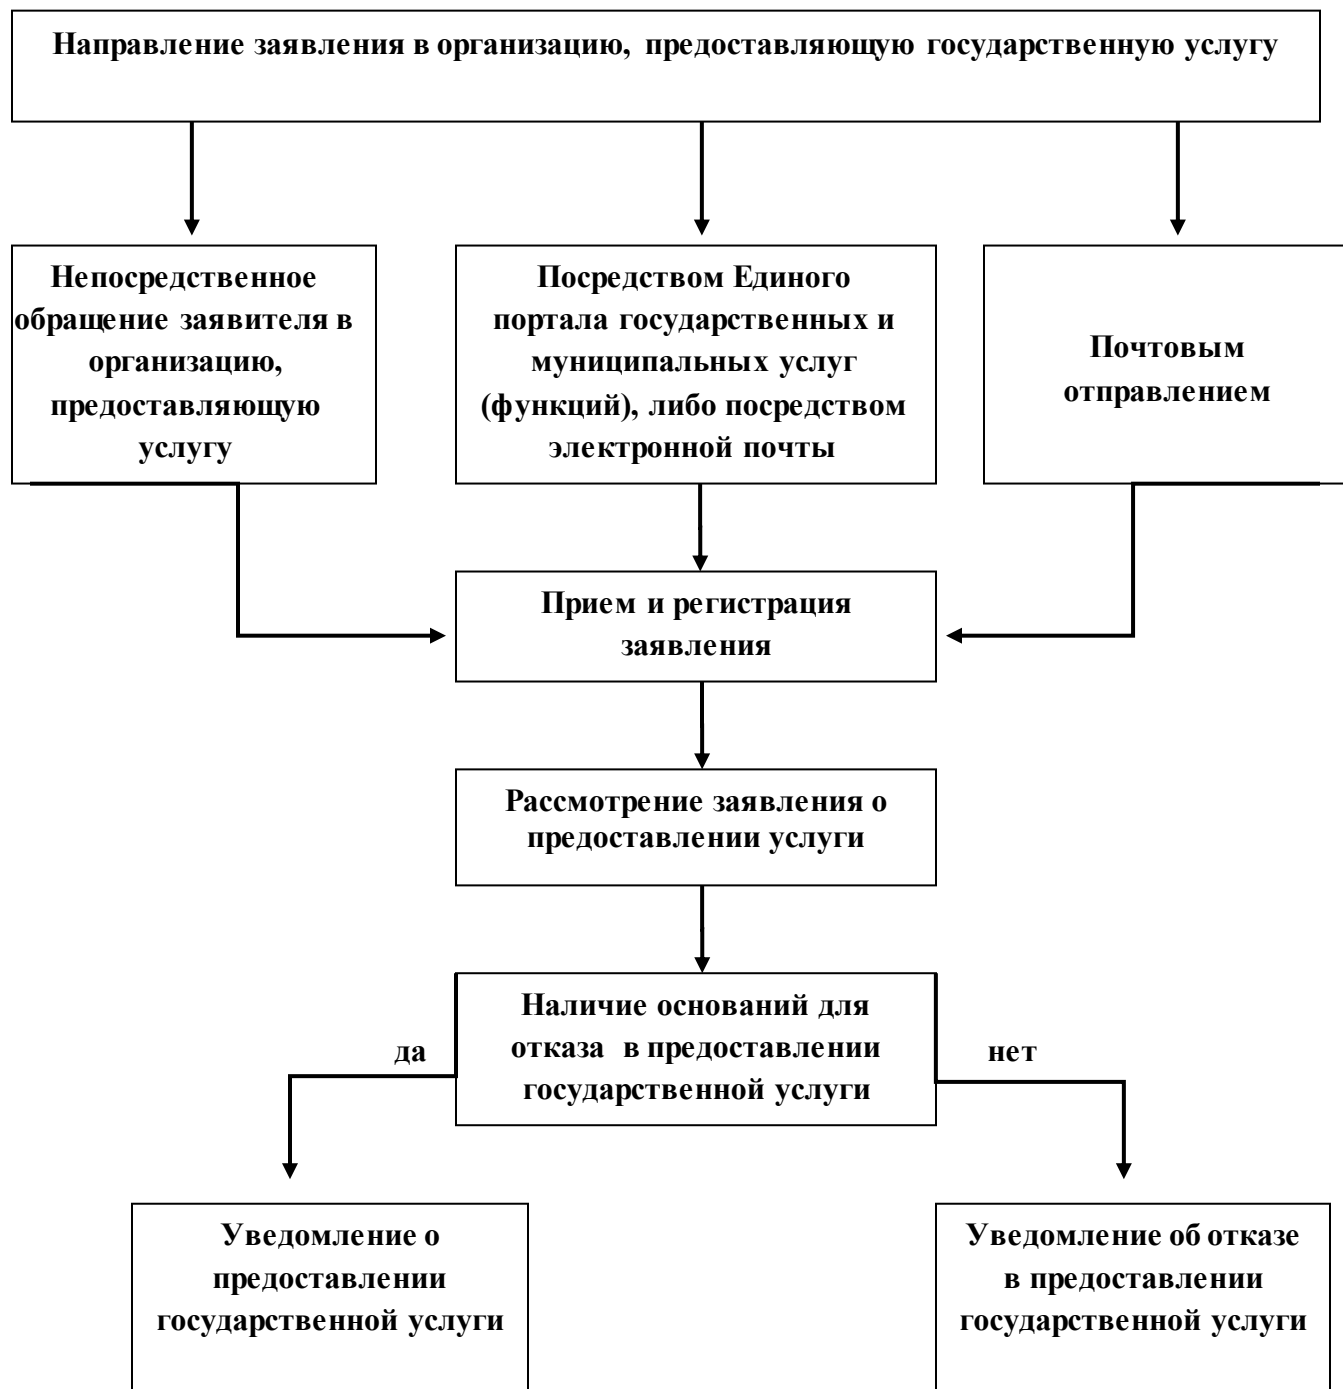 Направление заявления в организацию, предоставляющую государственную услугу
Непосредственное
обращение заявителя в
организацию,
предоставляющую
услугу
Посредством Единого
портала государственных и
муниципальных услуг
(функций), либо посредством
электронной почты
Почтовым
отправлением
Прием и регистрация
заявления
Рассмотрение заявления о
предоставлении услуги
Наличие оснований для
отказа в предоставлении
государственной услуги
да
нет
Уведомление о
предоставлении
государственной услуги
Уведомление об отказе
в предоставлении
государственной услуги